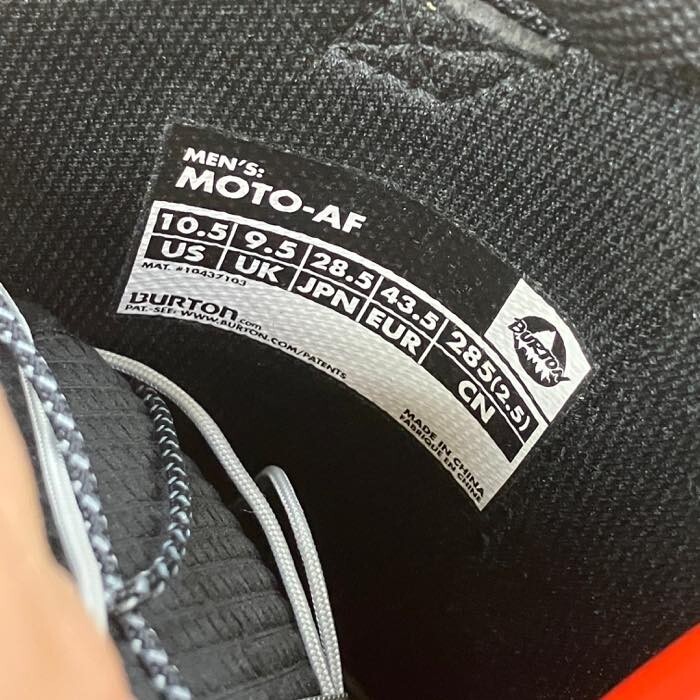 MEN'S:
MOTO-AF
10.5 9.5 28.5 43.5 285(2.5)
US UK JPN EUR CN
MAT. #10437103
BURTON.com
PAT.-SEE: WWW.BURTON.COM/PATENTS
BURTON
MADE IN CHINA
FABRIQUÉ EN CHINE